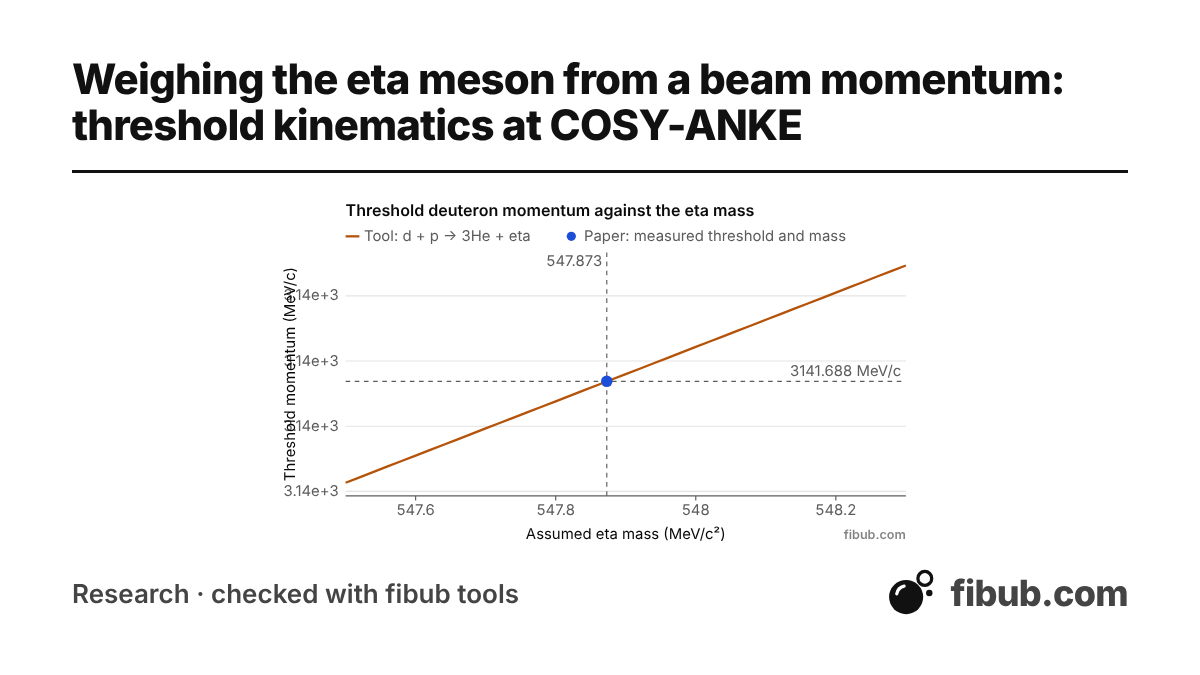 Weighing the eta meson from a beam momentum:
threshold kinematics at COSY-ANKE
Threshold deuteron momentum against the eta mass
Tool: d + p → 3He + eta
Paper: measured threshold and mass
547.873
3141.688 MeV/c
Threshold momentum (MeV/c)
3.14e+3
3.14e+3
3.14e+3
3.14e+3
547.6
547.8
548
548.2
Assumed eta mass (MeV/c²)
fibub.com
Research · checked with fibub tools
fibub.com